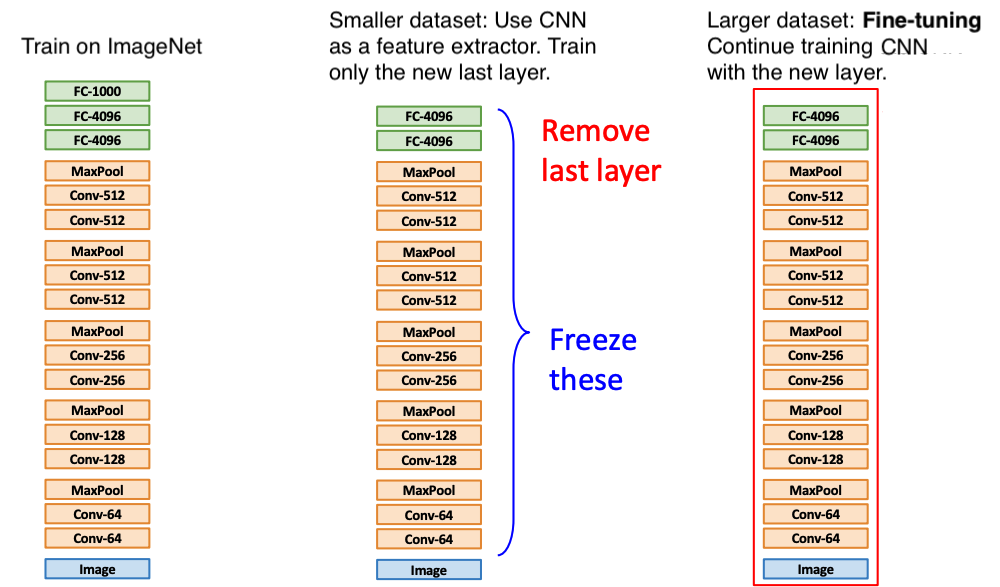 Train on ImageNet
FC-1000
FC-4096
FC-4096
MaxPool
Conv-512
Conv-512
MaxPool
Conv-512
Conv-512
MaxPool
Conv-256
Conv-256
MaxPool
Conv-128
Conv-128
MaxPool
Conv-64
Conv-64
Image
Smaller dataset: Use CNN
as a feature extractor. Train
only the new last layer.
FC-4096
FC-4096
MaxPool
Conv-512
Conv-512
MaxPool
Conv-512
Conv-512
MaxPool
Conv-256
Conv-256
MaxPool
Conv-128
Conv-128
MaxPool
Conv-64
Conv-64
Image
Remove
last layer
Freeze
these
Larger dataset: Fine-tuning
Continue training CNN
with the new layer.
FC-4096
FC-4096
MaxPool
Conv-512
Conv-512
MaxPool
Conv-512
Conv-512
MaxPool
Conv-256
Conv-256
MaxPool
Conv-128
Conv-128
MaxPool
Conv-64
Conv-64
Image